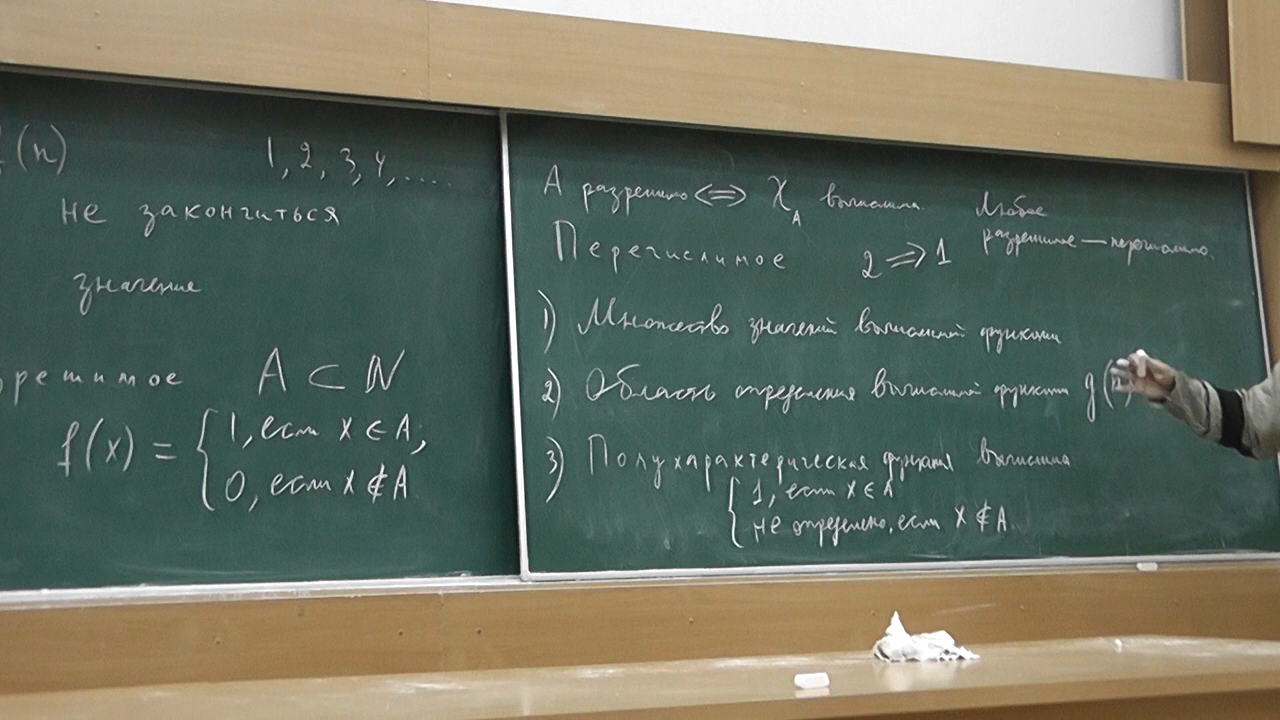 (n) 1, 2, 3, 4, ....
не закончиться
значение
решимое A ⊂ N
f(x) = { 1, если x ∈ A;
0, если x ∉ A
A разрешимо ⟺ χ_A вычислима. Любое
разрешимое — перечислимо.
Перечислимое 2 ⟹ 1
1) Множество значений вычислимой функции
2) Область определения вычислимой функции g(
3) Полухарактерическая функция вычислима
{ 1, если x ∈ A
не определено, если x ∉ A.